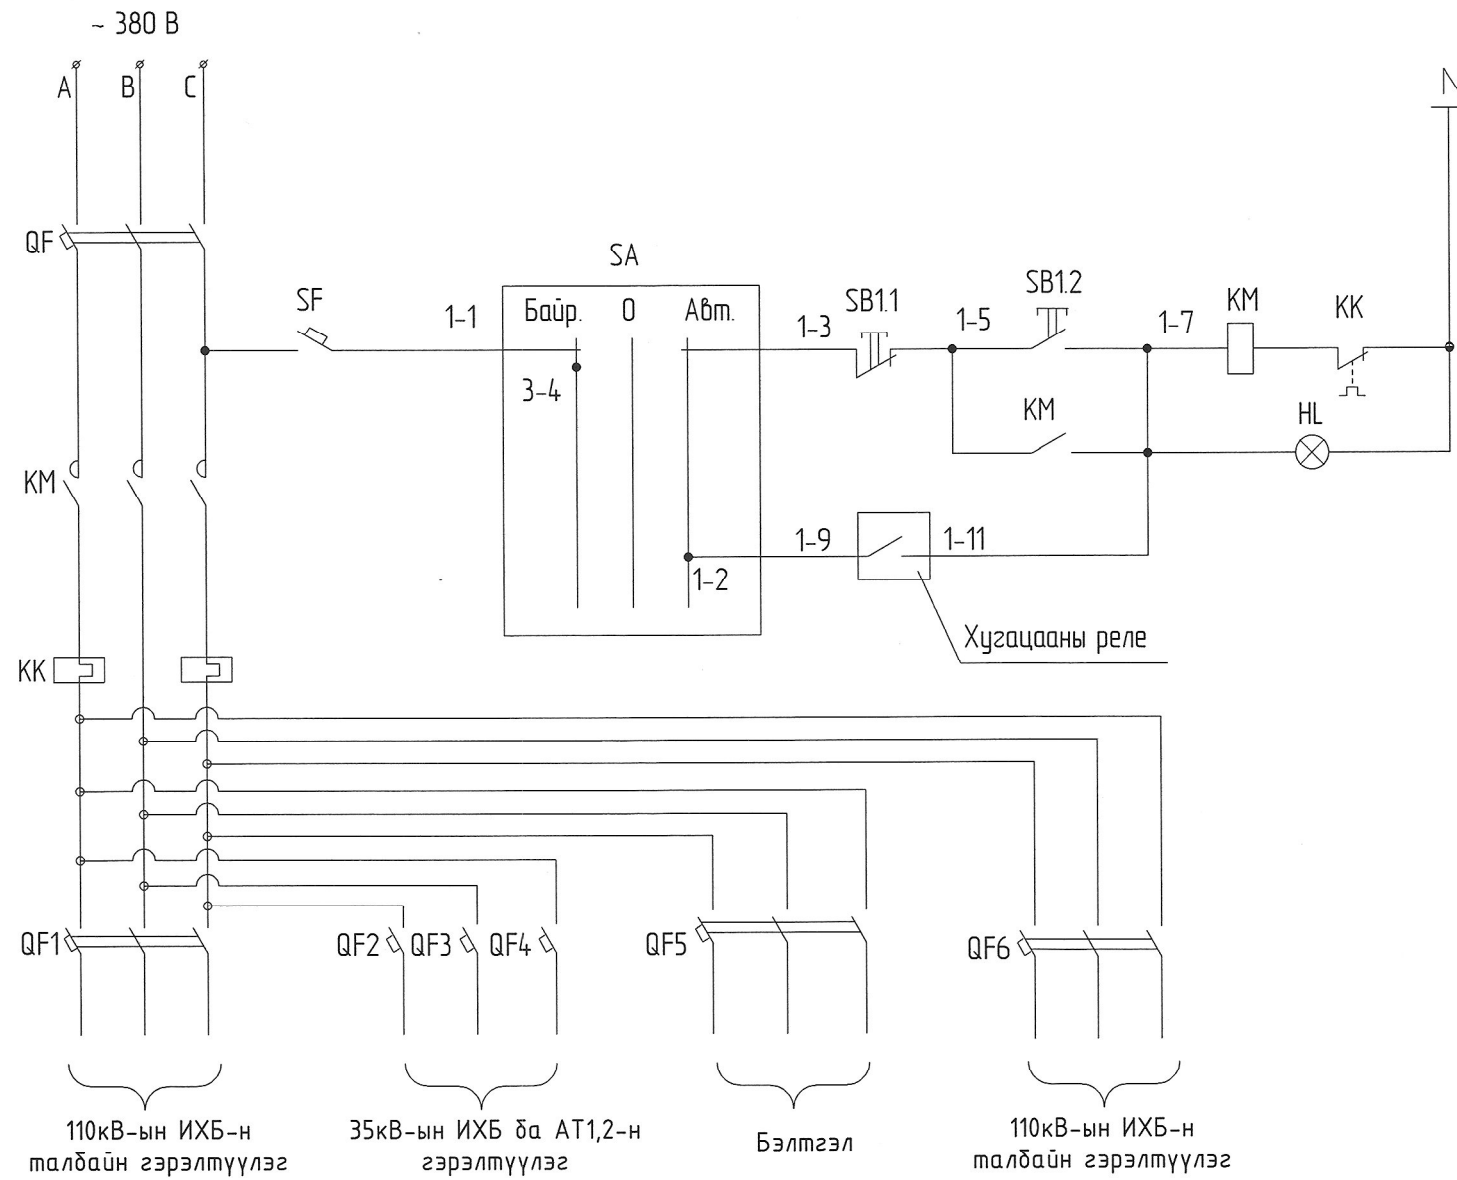 ~ 380 В
A B C
N
QF
SF
1-1
SA
Байр. 0 Авт.
3-4
1-2
1-3
SB1.1
1-5
SB1.2
1-7
KM
KK
KM
HL
1-9
1-11
Хугацааны реле
KM
KK
QF1
QF2
QF3
QF4
QF5
QF6
110кВ-ын ИХБ-н
талбайн гэрэлтүүлэг
35кВ-ын ИХБ ба АТ1,2-н
гэрэлтүүлэг
Бэлтгэл
110кВ-ын ИХБ-н
талбайн гэрэлтүүлэг